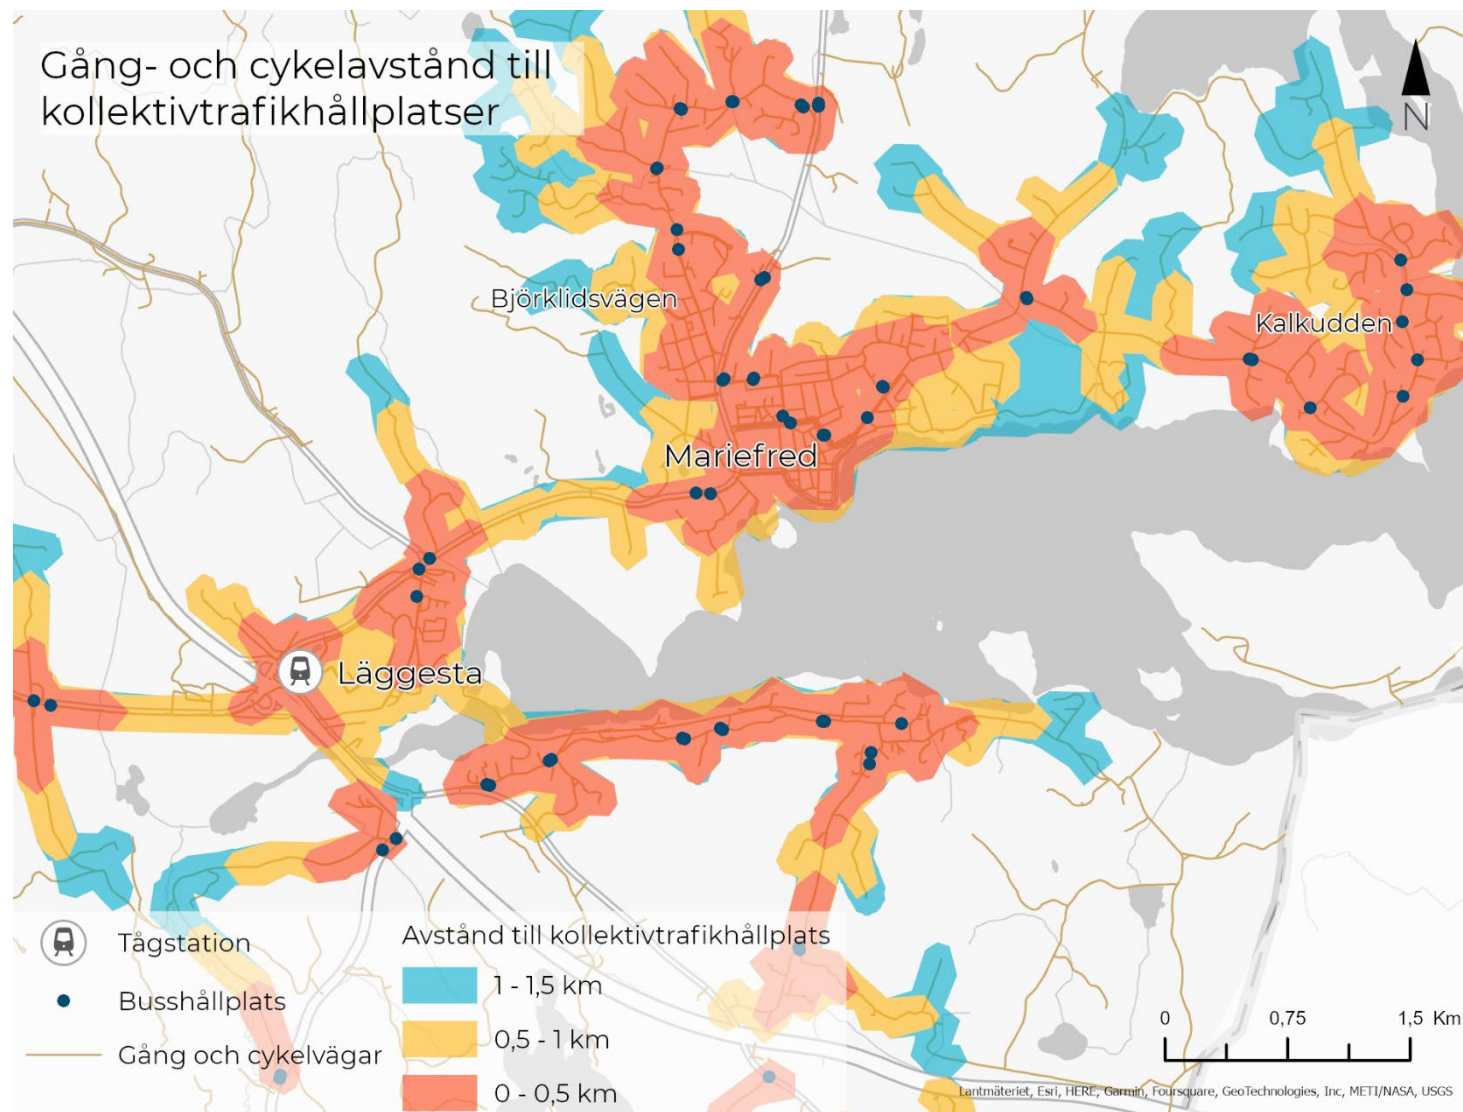 Gång- och cykelavstånd till
kollektivtrafikhållplatser
N
Björklidsvägen
Kalkudden
Mariefred
Läggesta
Tågstation
Busshållplats
Gång och cykelvägar
Avstånd till kollektivtrafikhållplats
1 - 1,5 km
0,5 - 1 km
0 - 0,5 km
0 0,75 1,5 Km
Lantmäteriet, Esri, HERE, Garmin, Foursquare, GeoTechnologies, Inc, METI/NASA, USGS